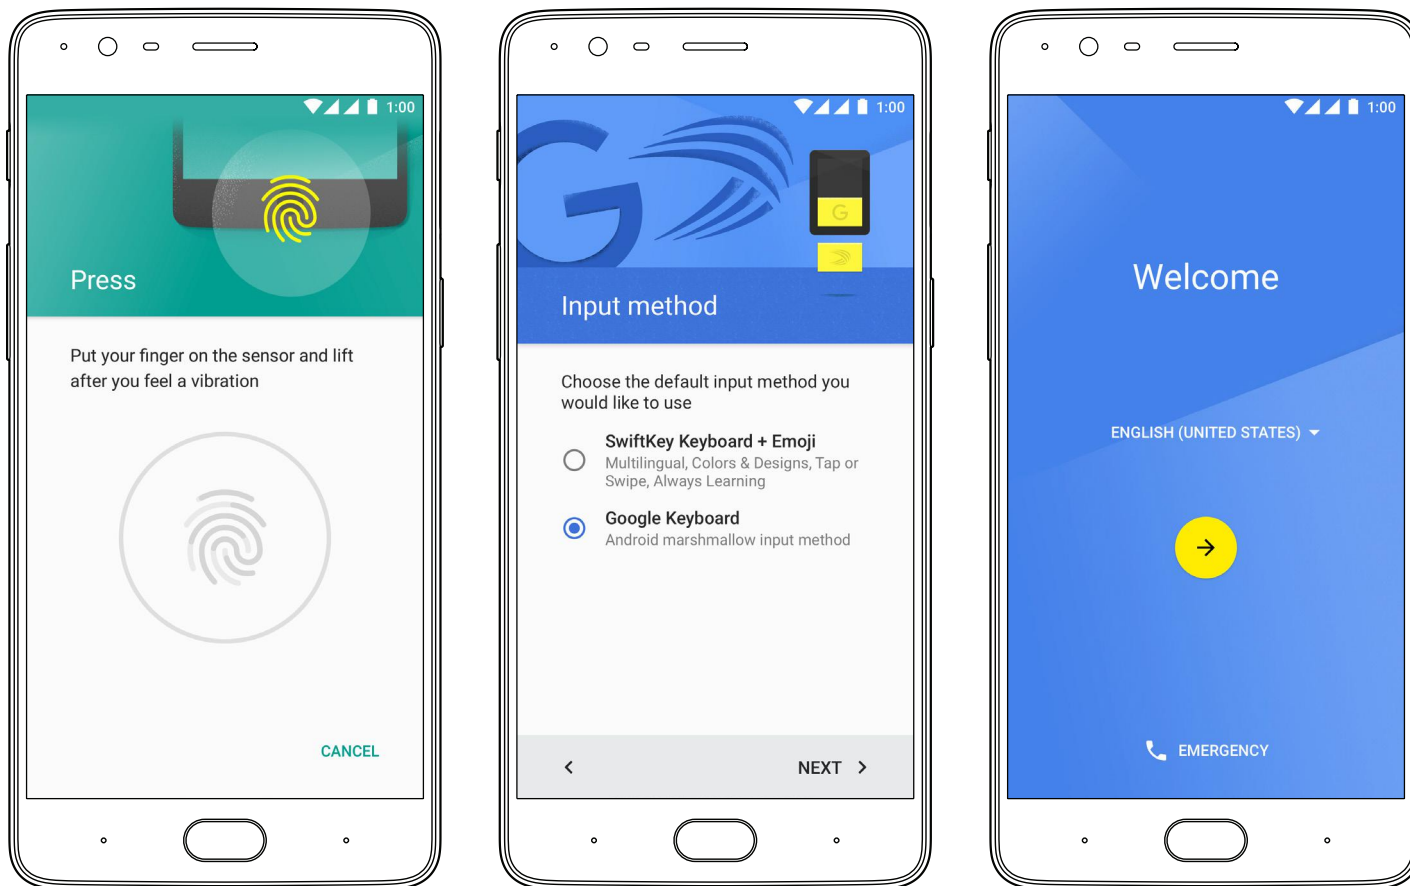 1:00
Press
Put your finger on the sensor and lift
after you feel a vibration
CANCEL
1:00
G
G
Input method
Choose the default input method you
would like to use
SwiftKey Keyboard + Emoji
Multilingual, Colors & Designs, Tap or
Swipe, Always Learning
Google Keyboard
Android marshmallow input method
NEXT
1:00
Welcome
ENGLISH (UNITED STATES)
EMERGENCY